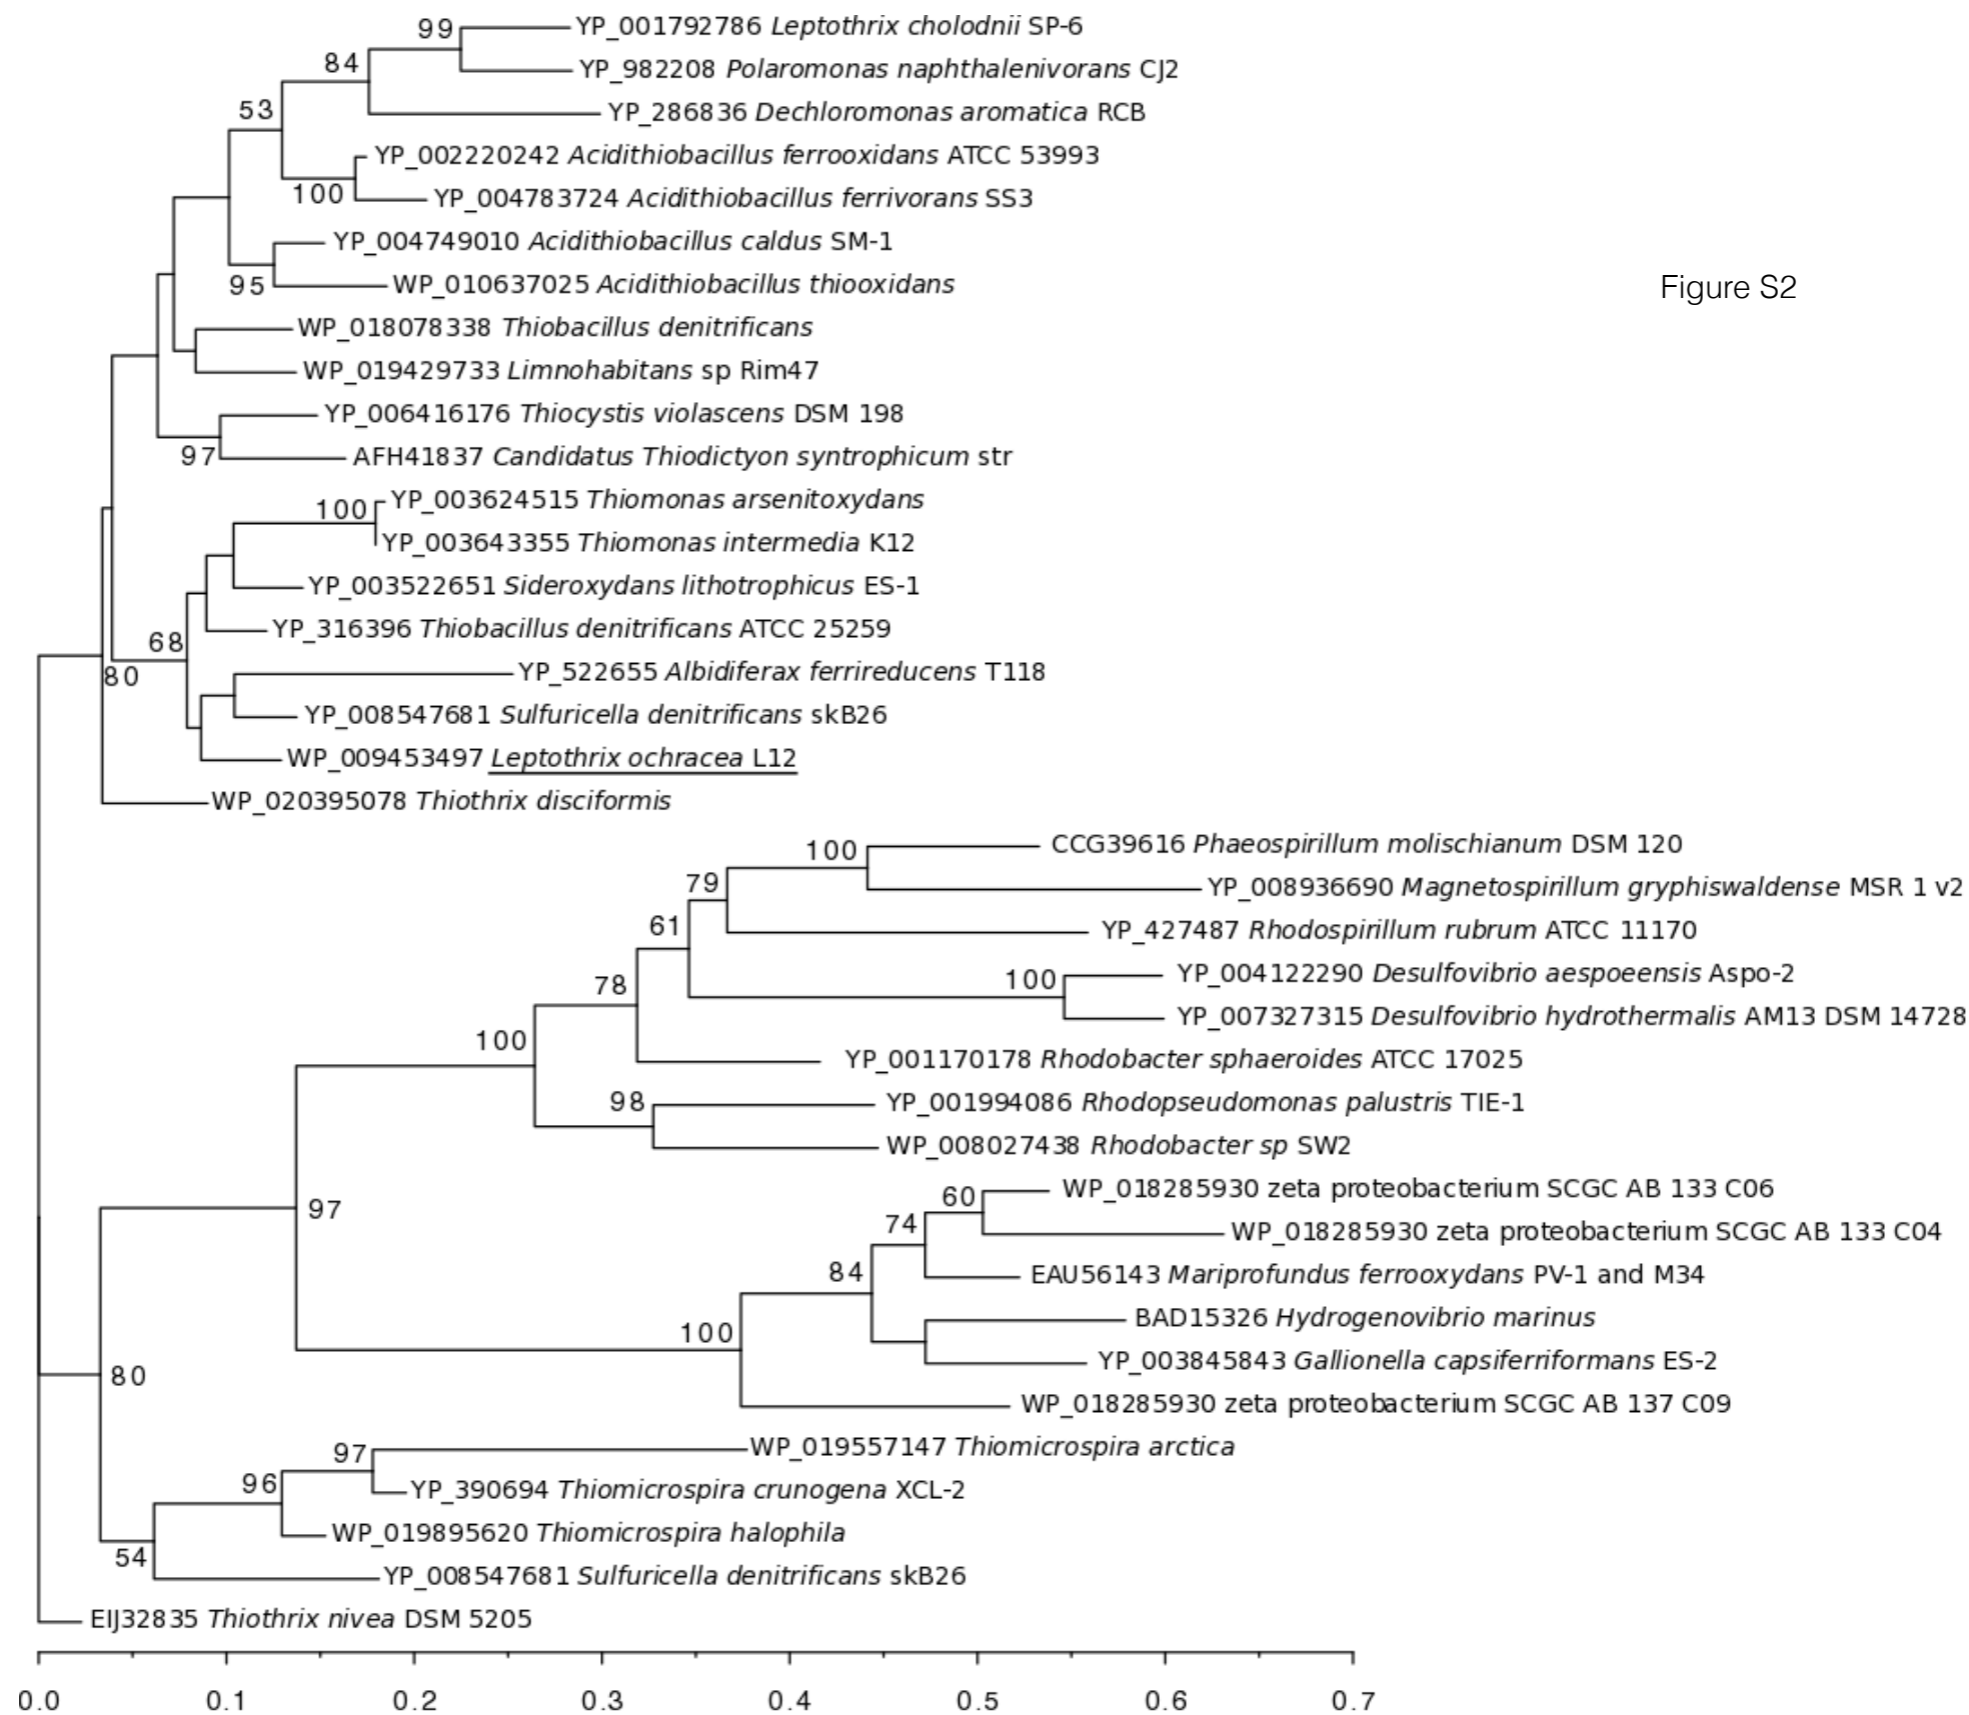 99
YP_001792786 Leptothrix cholodnii SP-6
84
YP_982208 Polaromonas naphthalenivorans CJ2
53
YP_286836 Dechloromonas aromatica RCB
YP_002220242 Acidithiobacillus ferrooxidans ATCC 53993
100
YP_004783724 Acidithiobacillus ferrivorans SS3
YP_004749010 Acidithiobacillus caldus SM-1
95
WP_010637025 Acidithiobacillus thiooxidans
Figure S2
WP_018078338 Thiobacillus denitrificans
WP_019429733 Limnohabitans sp Rim47
YP_006416176 Thiocystis violascens DSM 198
97
AFH41837 Candidatus Thiodictyon syntrophicum str
100
YP_003624515 Thiomonas arsenitoxydans
YP_003643355 Thiomonas intermedia K12
YP_003522651 Sideroxydans lithotrophicus ES-1
68
YP_316396 Thiobacillus denitrificans ATCC 25259
80
YP_522655 Albidiferax ferrireducens T118
YP_008547681 Sulfuricella denitrificans skB26
WP_009453497 Leptothrix ochracea L12
WP_020395078 Thiothrix disciformis
100
CCG39616 Phaeospirillum molischianum DSM 120
79
YP_008936690 Magnetospirillum gryphiswaldense MSR 1 v2
61
YP_427487 Rhodospirillum rubrum ATCC 11170
78
100
YP_004122290 Desulfovibrio aespoeensis Aspo-2
YP_007327315 Desulfovibrio hydrothermalis AM13 DSM 14728
100
YP_001170178 Rhodobacter sphaeroides ATCC 17025
98
YP_001994086 Rhodopseudomonas palustris TIE-1
WP_008027438 Rhodobacter sp SW2
97
60
WP_018285930 zeta proteobacterium SCGC AB 133 C06
74
WP_018285930 zeta proteobacterium SCGC AB 133 C04
84
EAU56143 Mariprofundus ferrooxydans PV-1 and M34
BAD15326 Hydrogenovibrio marinus
100
YP_003845843 Gallionella capsiferriformans ES-2
80
WP_018285930 zeta proteobacterium SCGC AB 137 C09
97
WP_019557147 Thiomicrospira arctica
96
YP_390694 Thiomicrospira crunogena XCL-2
WP_019895620 Thiomicrospira halophila
54
YP_008547681 Sulfuricella denitrificans skB26
EIJ32835 Thiothrix nivea DSM 5205
0.0 0.1 0.2 0.3 0.4 0.5 0.6 0.7